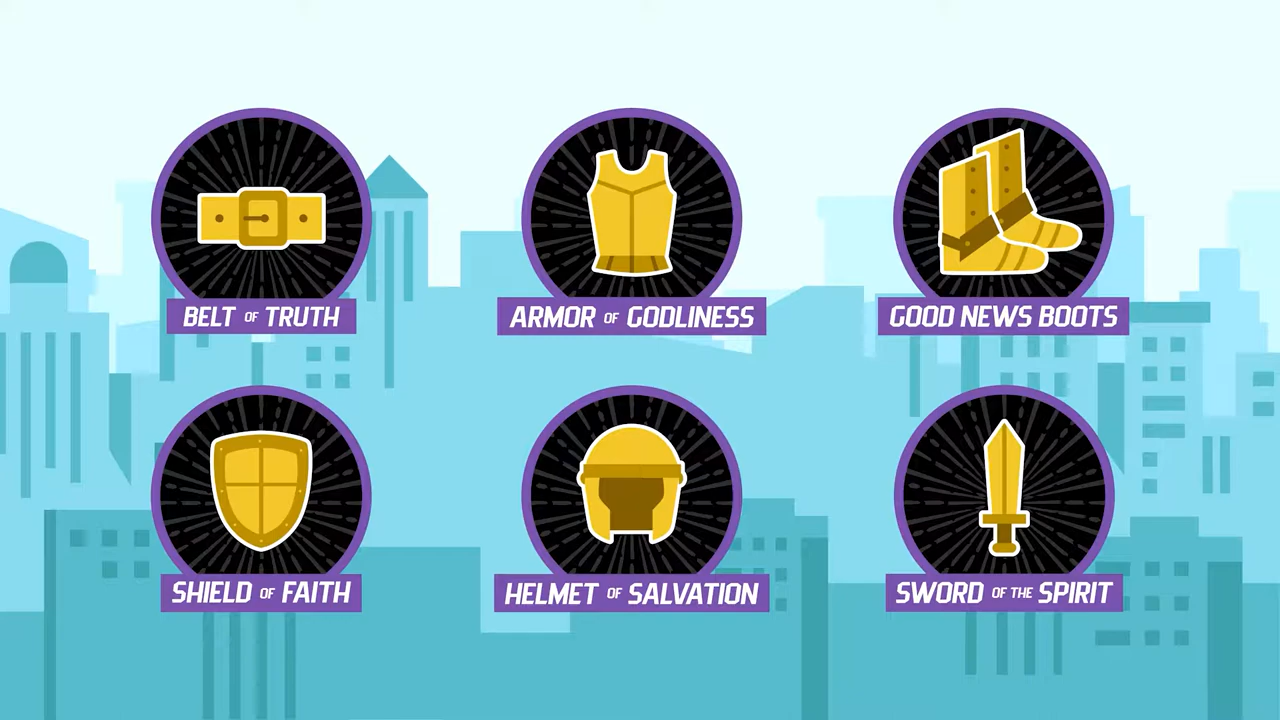 BELT OF TRUTH
ARMOR OF GODLINESS
GOOD NEWS BOOTS
SHIELD OF FAITH
HELMET OF SALVATION
SWORD OF THE SPIRIT